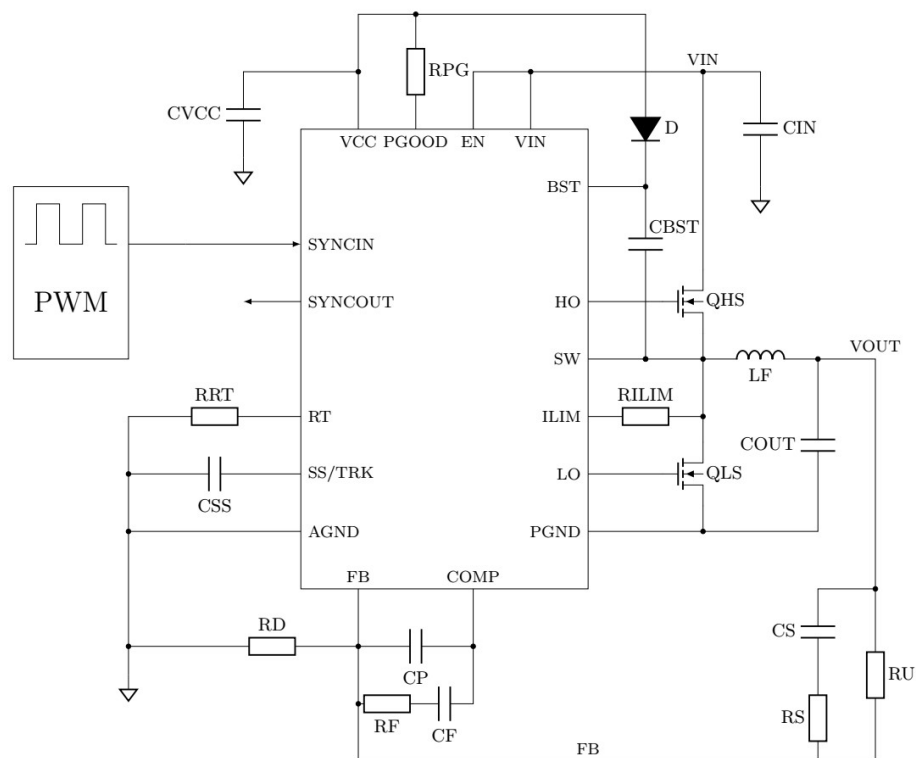 VIN
RPG
CVCC
D
CIN
VCC
PGOOD
EN
VIN
BST
CBST
SYNCIN
PWM
SYNCOUT
HO
QHS
SW
VOUT
LF
RRT
RILIM
RT
ILIM
COUT
SS/TRK
LO
QLS
CSS
AGND
PGND
FB
COMP
RD
CS
CP
RU
RF
CF
RS
FB